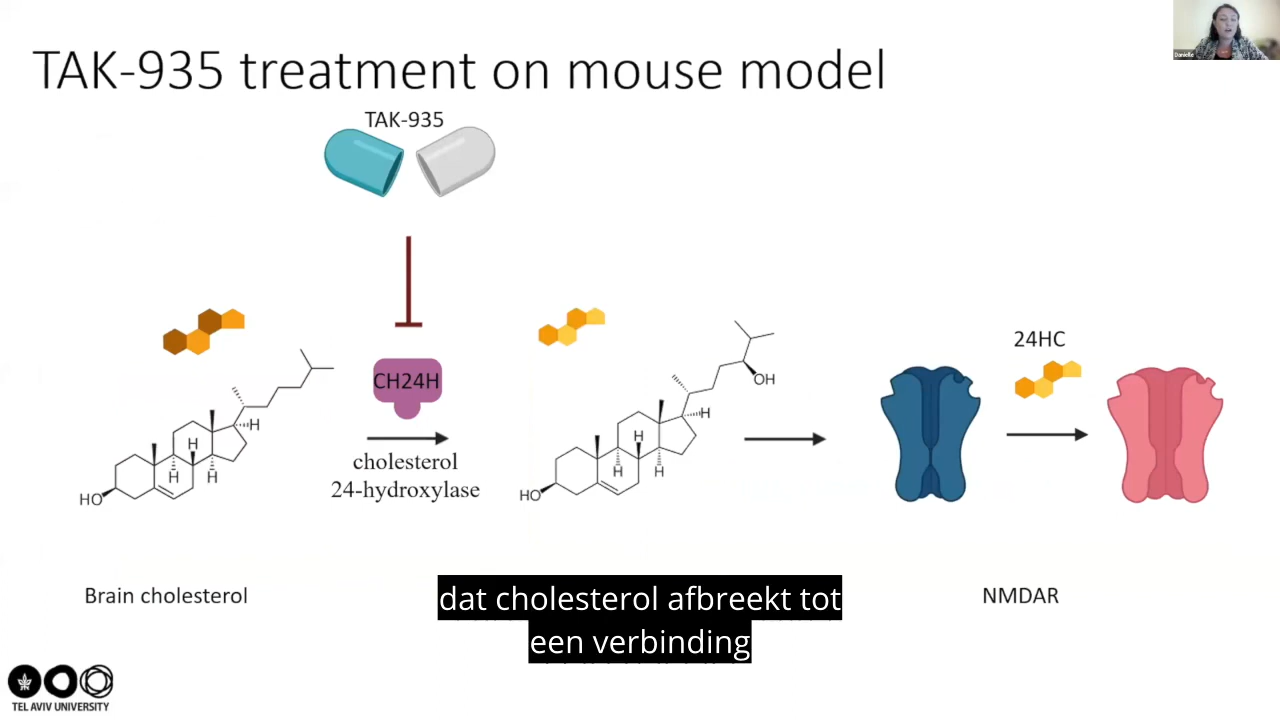 TAK-935 treatment on mouse model
Danielle
TAK-935
CH24H
cholesterol
24-hydroxylase
HO
H
H
H
H
HO
H
H
H
H
OH
24HC
Brain cholesterol
NMDAR
dat cholesterol afbreekt tot
een verbinding
TEL AVIV UNIVERSITY